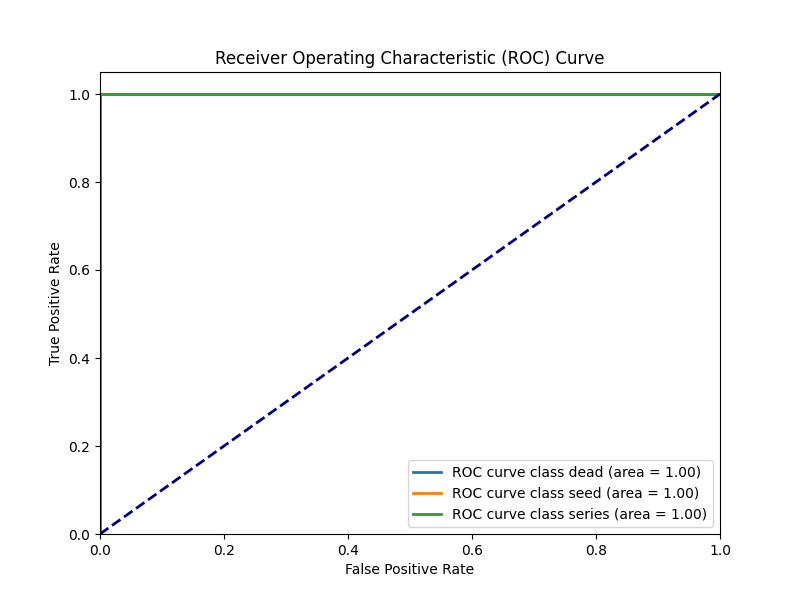 Receiver Operating Characteristic (ROC) Curve
True Positive Rate
1.0
0.8
0.6
0.4
0.2
0.0
ROC curve class dead (area = 1.00)
ROC curve class seed (area = 1.00)
ROC curve class series (area = 1.00)
0.0 0.2 0.4 0.6 0.8 1.0
False Positive Rate